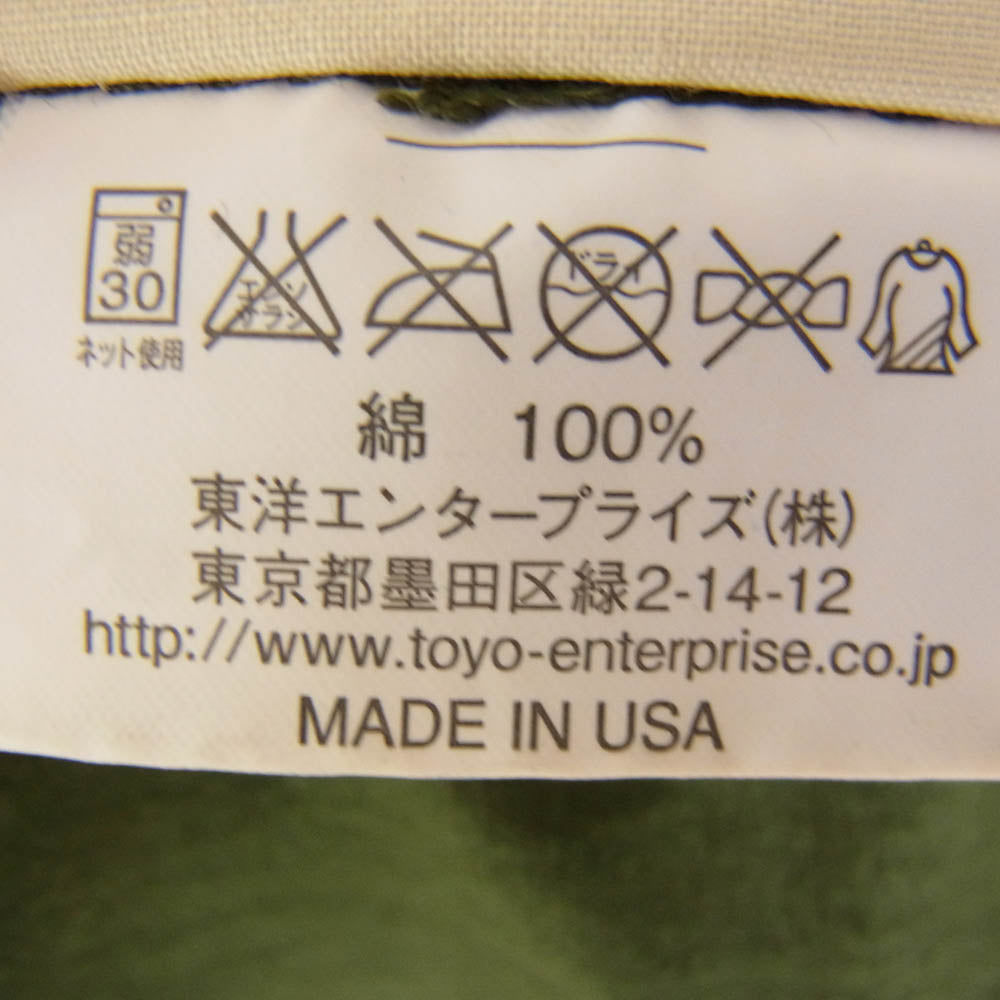 弱
30
ネット使用
エンソ
サラシ
ドライ
綿 100%
東洋エンタープライズ(株)
東京都墨田区緑2-14-12
http://www.toyo-enterprise.co.jp
MADE IN USA